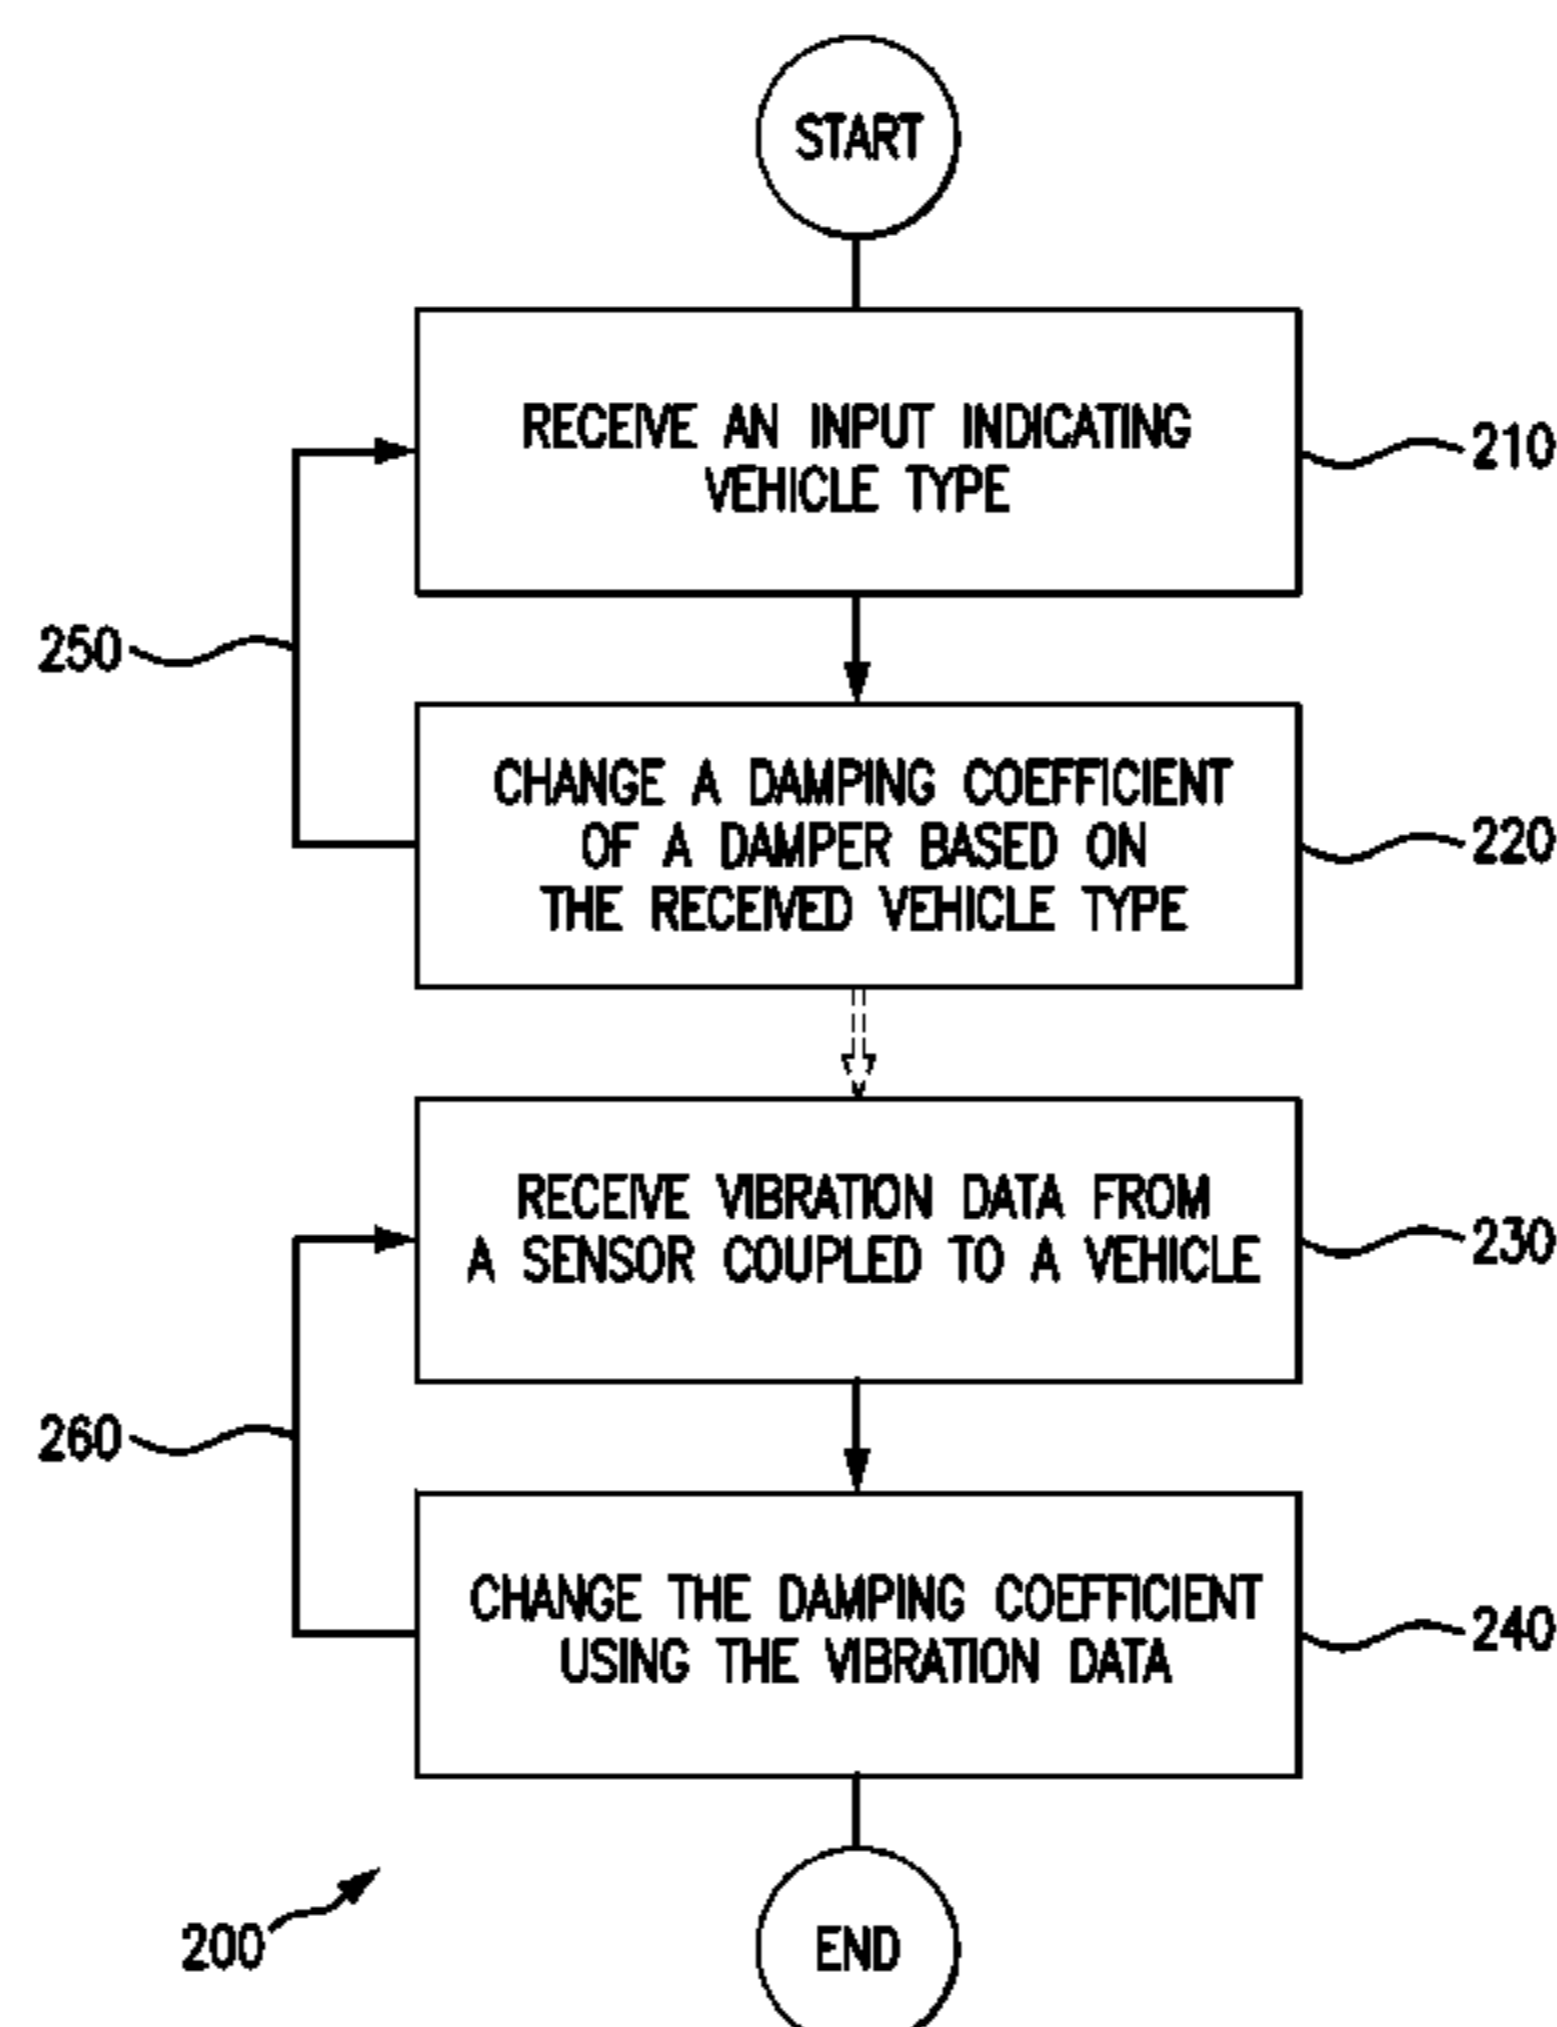 START
RECEIVE AN INPUT INDICATING
VEHICLE TYPE
210
250
CHANGE A DAMPING COEFFICIENT
OF A DAMPER BASED ON
THE RECEIVED VEHICLE TYPE
220
RECEIVE VIBRATION DATA FROM
A SENSOR COUPLED TO A VEHICLE
230
260
CHANGE THE DAMPING COEFFICIENT
USING THE VIBRATION DATA
240
200
END